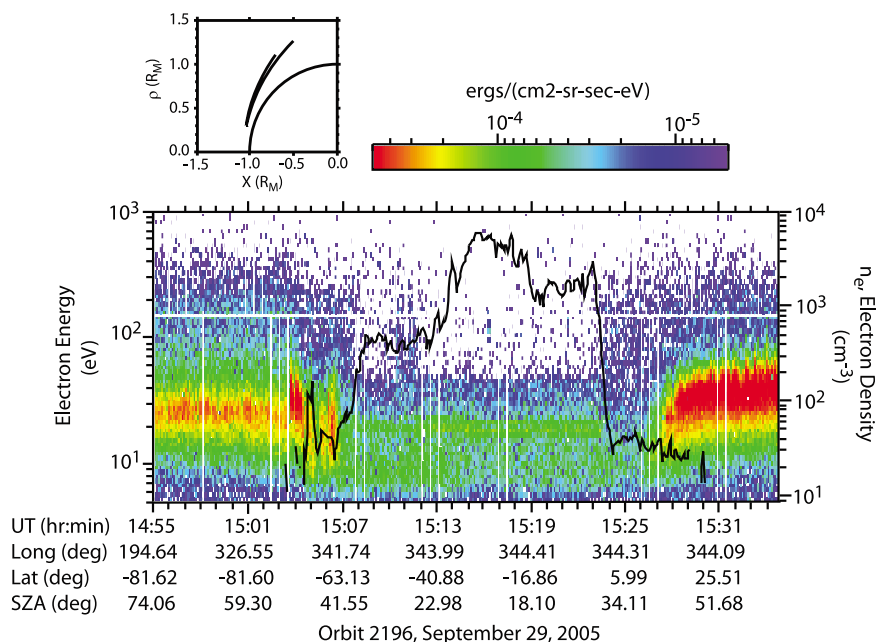 1.5
1.0
0.5
0.0
ρ (R_M)
-1.5 -1.0 -0.5 0.0
X (R_M)
ergs/(cm2-sr-sec-eV)
10^-4 10^-5
10^3
10^2
10^1
Electron Energy
(eV)
10^4
10^3
10^2
10^1
n_e, Electron Density
(cm^-3)
UT (hr:min) 14:55 15:01 15:07 15:13 15:19 15:25 15:31
Long (deg) 194.64 326.55 341.74 343.99 344.41 344.31 344.09
Lat (deg) -81.62 -81.60 -63.13 -40.88 -16.86 5.99 25.51
SZA (deg) 74.06 59.30 41.55 22.98 18.10 34.11 51.68
Orbit 2196, September 29, 2005